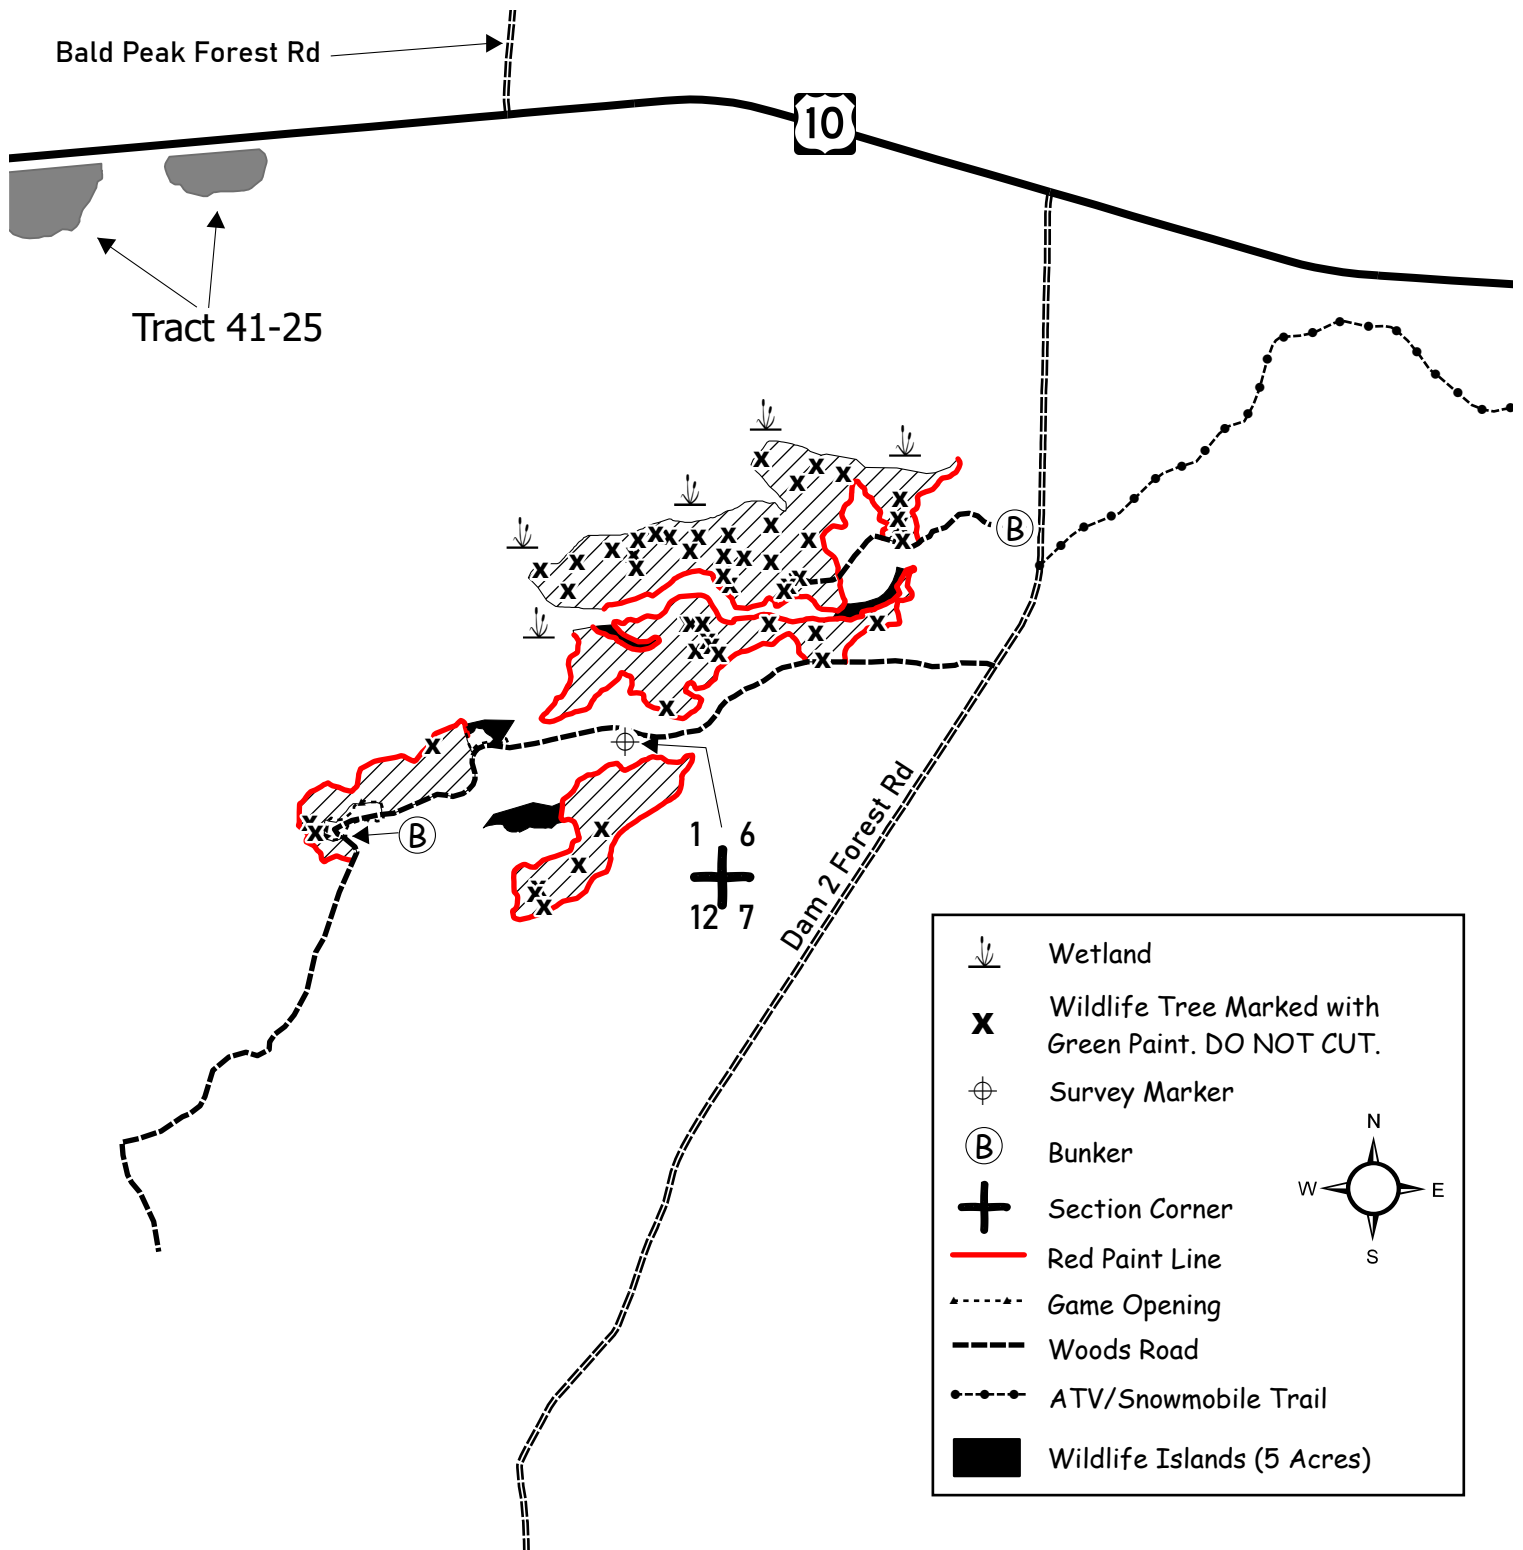 Bald Peak Forest Rd
10
Tract 41-25
B
B
1 6
12 7
Dam 2 Forest Rd
Wetland
X Wildlife Tree Marked with
Green Paint. DO NOT CUT.
Survey Marker
B Bunker
Section Corner
Red Paint Line
Game Opening
Woods Road
ATV/Snowmobile Trail
Wildlife Islands (5 Acres)
N
W E
S